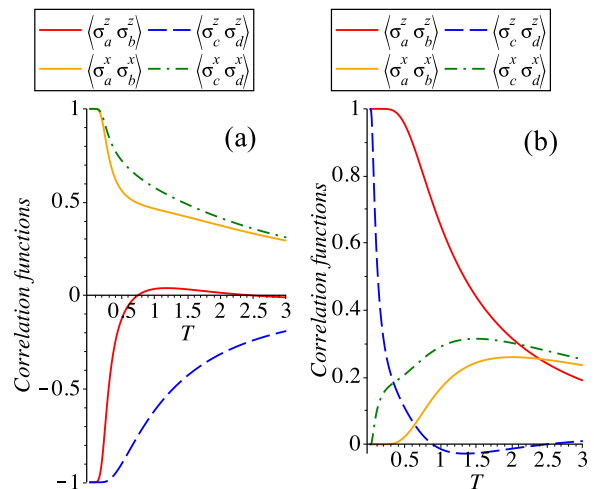 ⟨σ_a^z σ_b^z⟩ ⟨σ_c^z σ_d^z⟩
⟨σ_a^x σ_b^x⟩ ⟨σ_c^x σ_d^x⟩
(a)
Correlation functions
1
0.5
0
−0.5
−1
0.5 1 1.5 2 2.5 3
T
⟨σ_a^z σ_b^z⟩ ⟨σ_c^z σ_d^z⟩
⟨σ_a^x σ_b^x⟩ ⟨σ_c^x σ_d^x⟩
(b)
Correlation functions
1
0.8
0.6
0.4
0.2
0
0.5 1 1.5 2 2.5 3
T